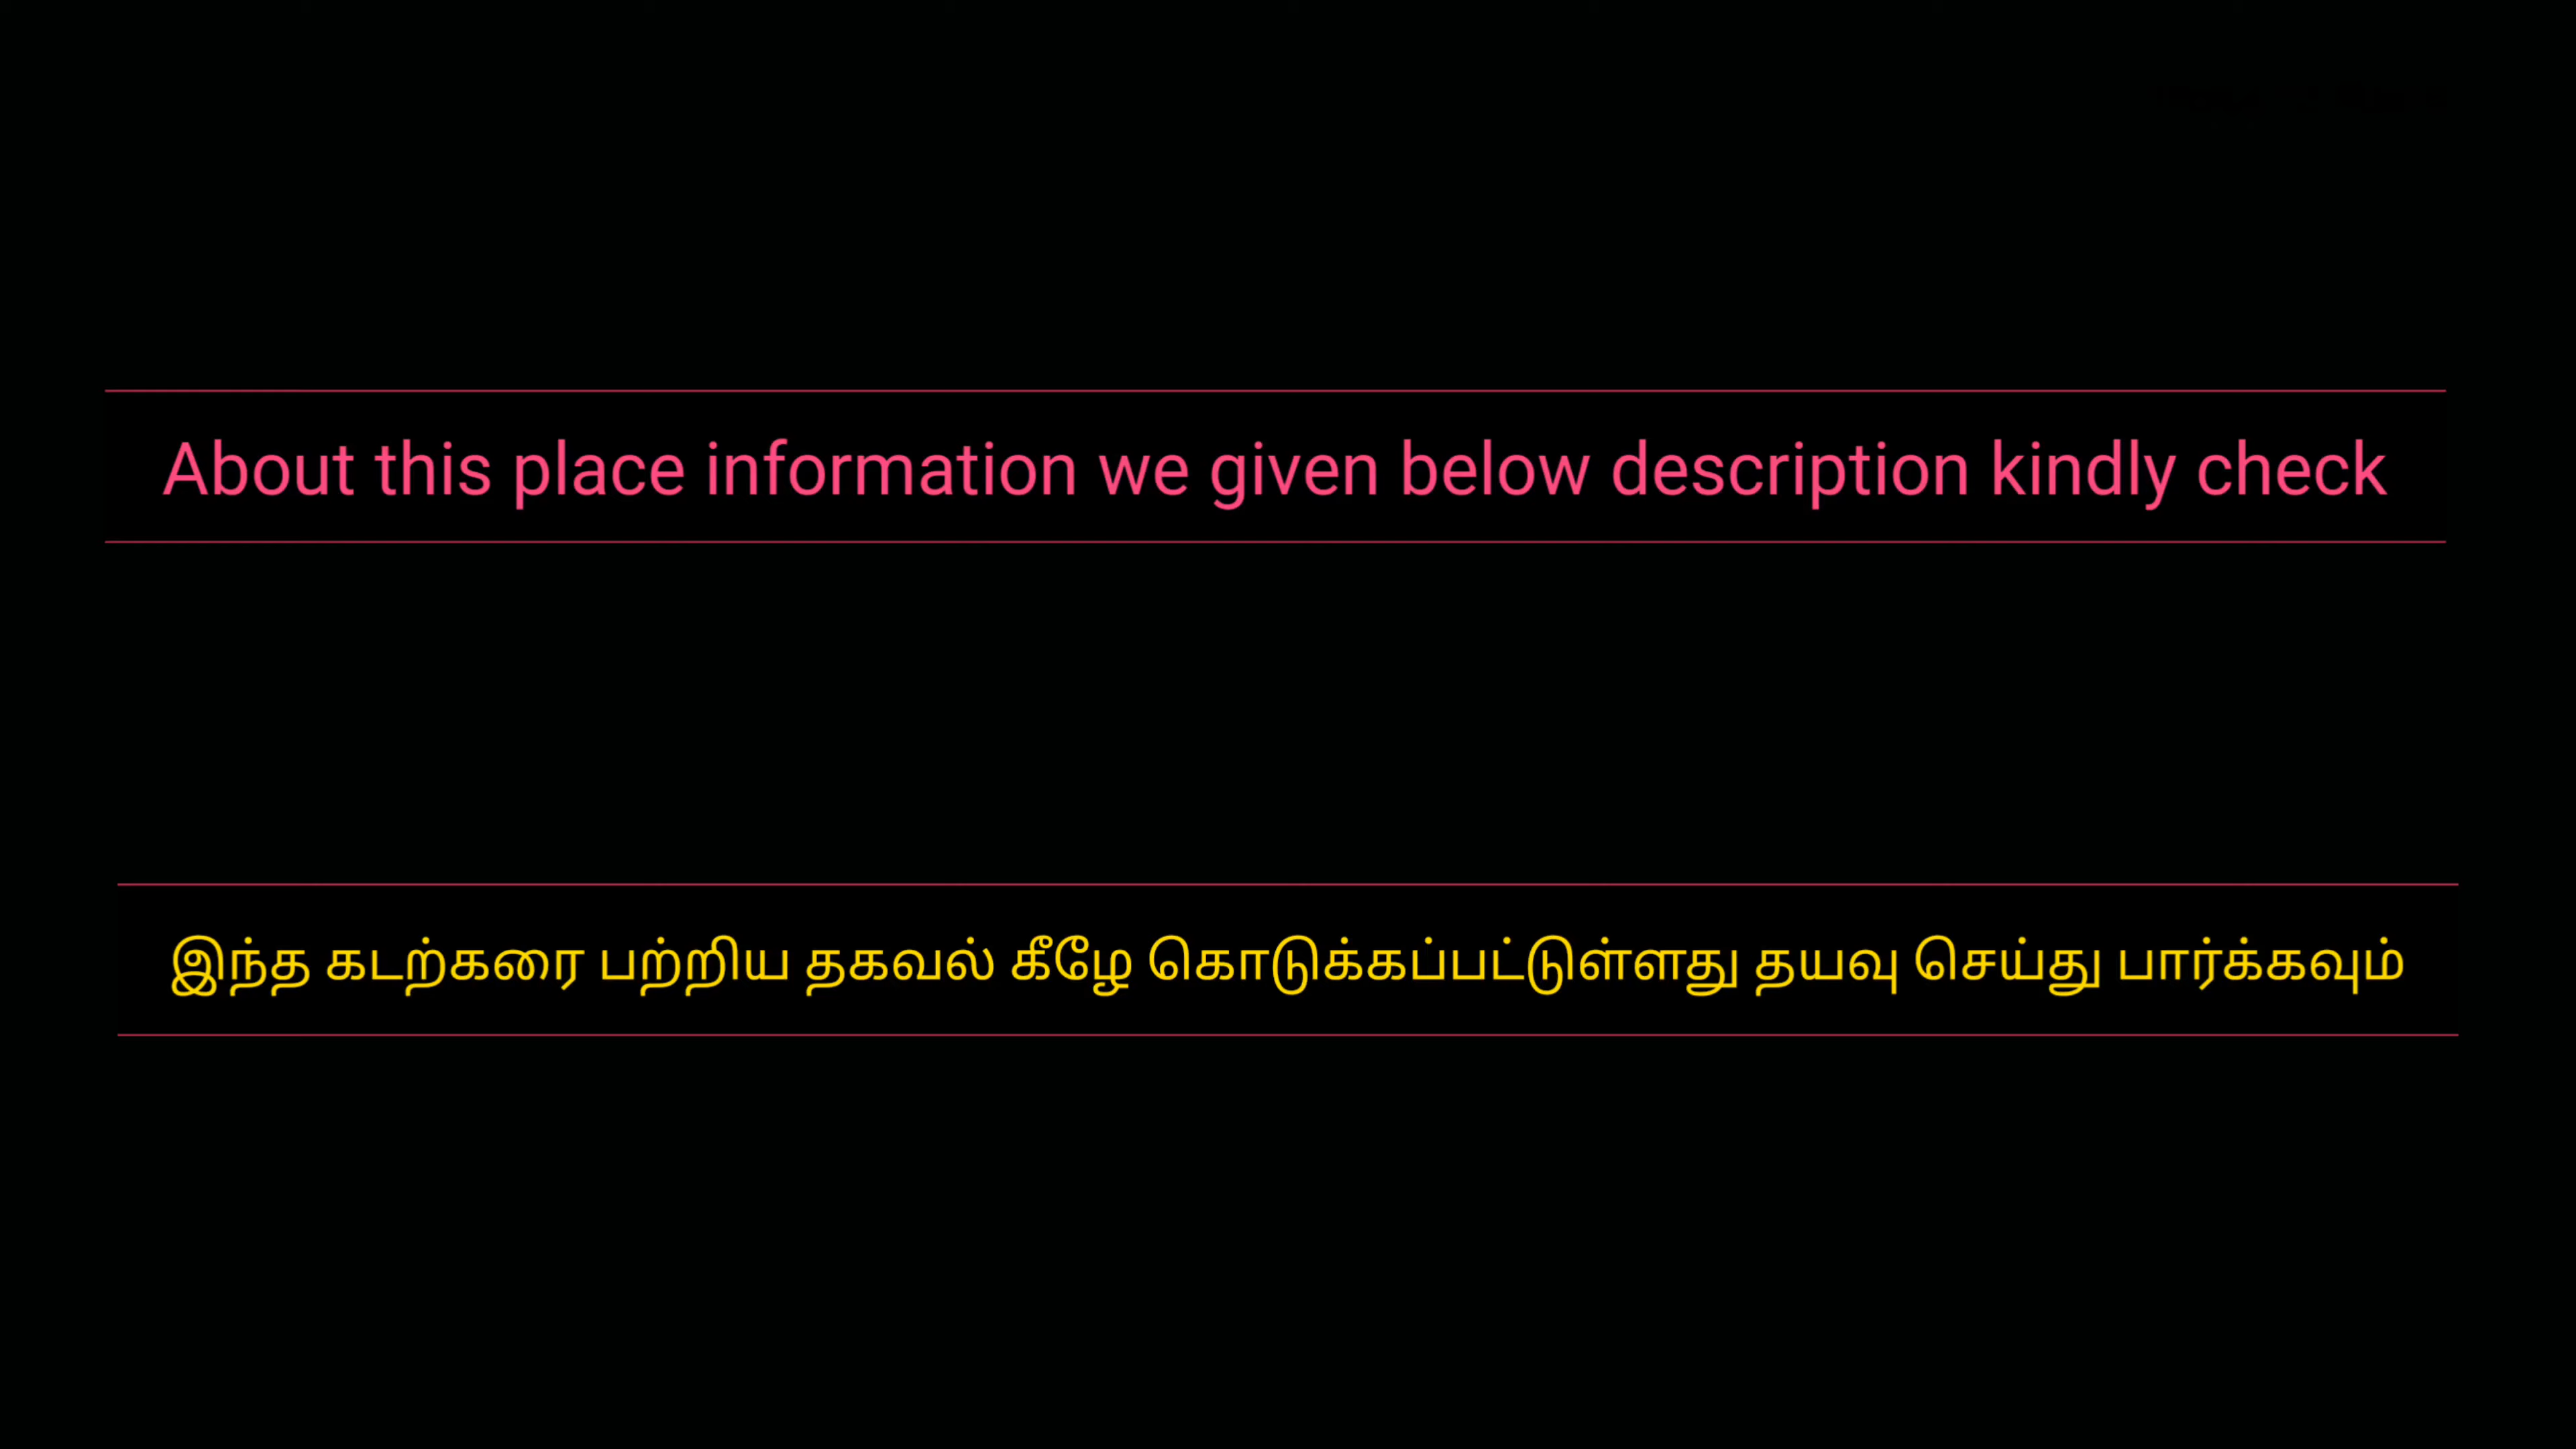 About this place information we given below description kindly check
இந்த கடற்கரை பற்றிய தகவல் கீழே கொடுக்கப்பட்டுள்ளது தயவு செய்து பார்க்கவும்